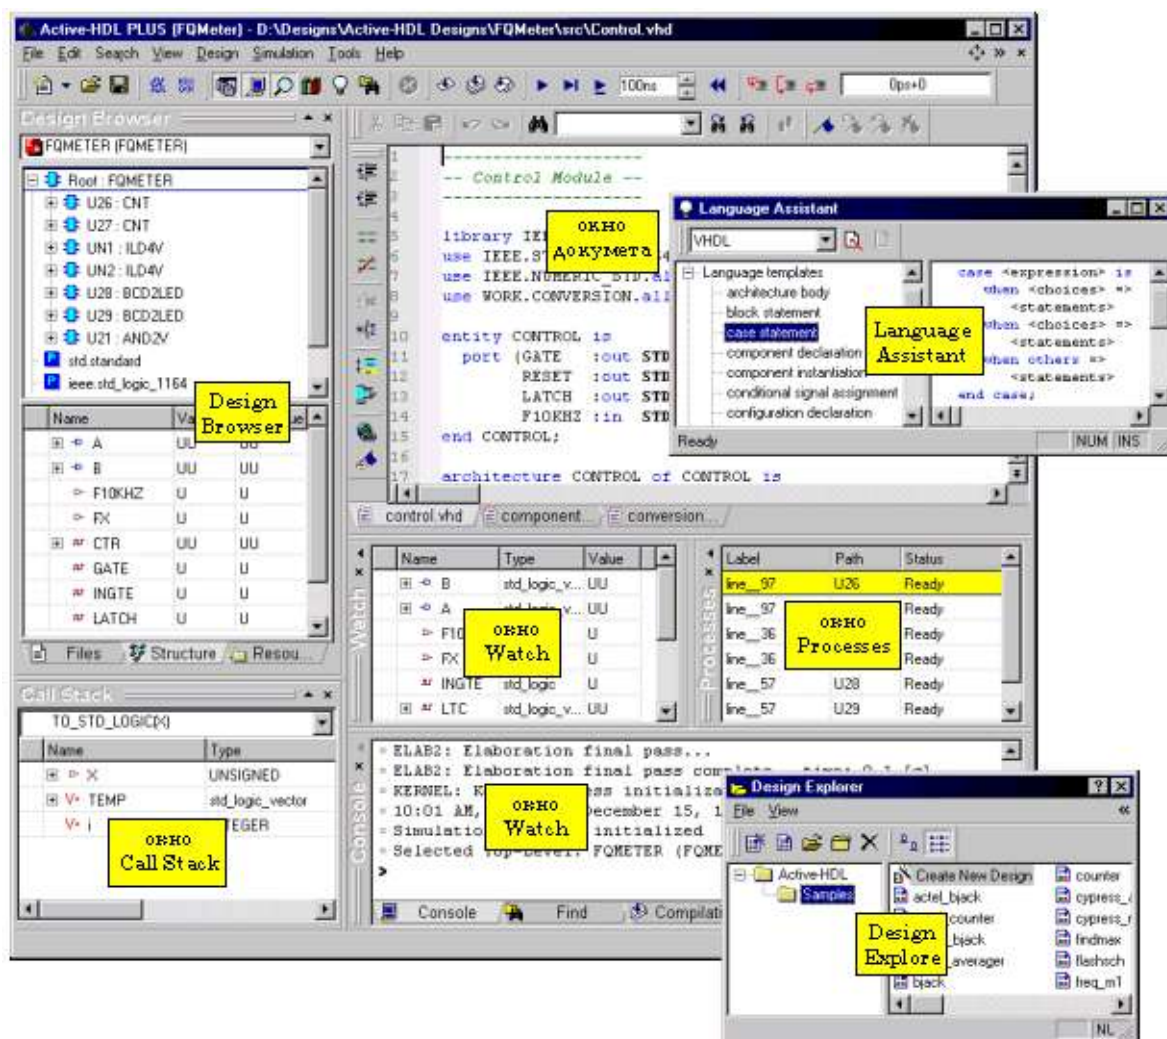 Active-HDL PLUS (FQMeter) - D:\Designs\Active-HDL Designs\FQMeter\src\Control.vhd
File Edit Search View Design Simulation Tools Help
100ns 0ps+0
Design Browser
FQMETER (FQMETER)
Root : FQMETER
U26 : CNT
U27 : CNT
UN1 : ILD4V
UN2 : ILD4V
U28 : BCD2LED
U29 : BCD2LED
U21 : AND2V
std.standard
ieee.std_logic_1164
Design
Browser
Name
A UU UU
B UU UU
F10KHZ U U
FX U U
CTR UU UU
GATE U U
INGTE U U
LATCH U U
Files Structure Resou...
Call Stack
TO_STD_LOGIC(X)
Name Type
X UNSIGNED
TEMP std_logic_vector
i
окно
Call Stack
1
2 -- Control Module --
3
4
5 library
6 use
7 use IEEE.NUMERIC_STD.
8 use WORK.CONVERSION.all
9
10 entity CONTROL is
11 port (GATE :out STD
12 RESET :out STD
13 LATCH :out STD
14 F10KHZ :in STD
15 end CONTROL;
16
17 architecture CONTROL of CONTROL is
окно
докумета
control.vhd component... conversion...
Language Assistant
VHDL
Language templates
architecture body
block statement
case statement
component declaration
component instantiation
conditional signal assignment
configuration declaration
case <expression> is
when <choices> =>
<statements>
when <choices> =>
<statements>
when others =>
<statements>
end case;
Language
Assistant
Ready NUM INS
Watch
Name Type Value
B std_logic_v... UU
A std_logic_v... UU
U
FX U
INGTE std_logic U
LTC std_logic_v... UU
окно
Watch
Processes
Label Path Status
line__97 U26 Ready
line__97
line__36
line__36
line__57 U28 Ready
line__57 U29 Ready
окно
Processes
Console
ELAB2: Elaboration final pass...
ELAB2: Elaboration final pass
KERNEL:
10:01 AM,
initialized
Selected Top-Level: FQMETER
>
окно
Watch
Console Find Compilati
Design Explorer
File View
Active-HDL
Samples
Create New Design
actel_bjack
counter
bjack
averager
bjack
counter
cypress_
cypress_
findmax
flashsch
freq_m1
Design
Explore
NL